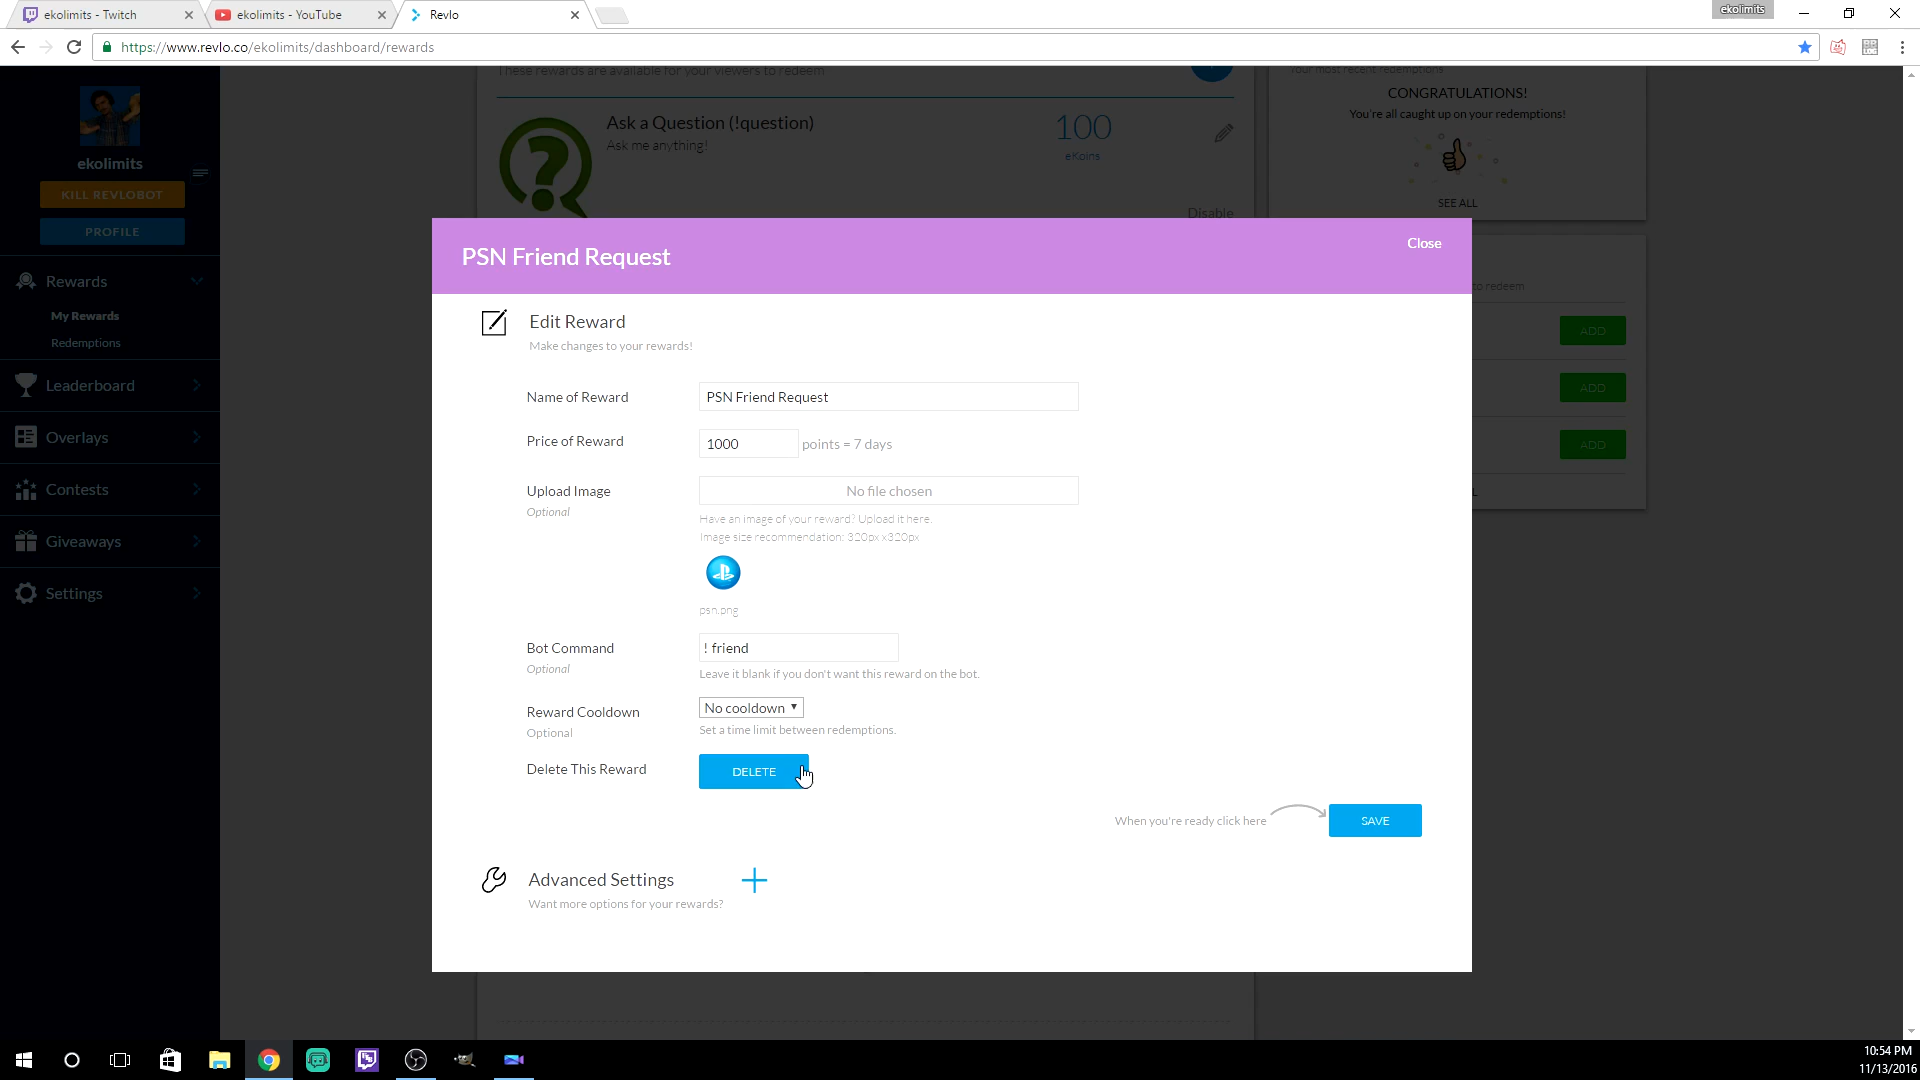 ekolimits - Twitch
ekolimits - YouTube
Revlo
ekolimits
https://www.revlo.co/ekolimits/dashboard/rewards
These rewards are available for your viewers to redeem
Your most recent redemptions
ekolimits
KILL REVLOBOT
PROFILE
Rewards
My Rewards
Redemptions
Leaderboard
Overlays
Contests
Giveaways
Settings
Ask a Question (!question)
Ask me anything!
100
eKoins
Disable
CONGRATULATIONS!
You're all caught up on your redemptions!
SEE ALL
to redeem
ADD
ADD
ADD
PSN Friend Request
Close
Edit Reward
Make changes to your rewards!
Name of Reward
PSN Friend Request
Price of Reward
1000
points = 7 days
Upload Image
Optional
No file chosen
Have an image of your reward? Upload it here.
Image size recommendation: 320px x320px
psn.png
Bot Command
Optional
! friend
Leave it blank if you don't want this reward on the bot.
Reward Cooldown
Optional
No cooldown
Set a time limit between redemptions.
Delete This Reward
DELETE
When you're ready click here
SAVE
Advanced Settings
Want more options for your rewards?
10:54 PM
11/13/2016